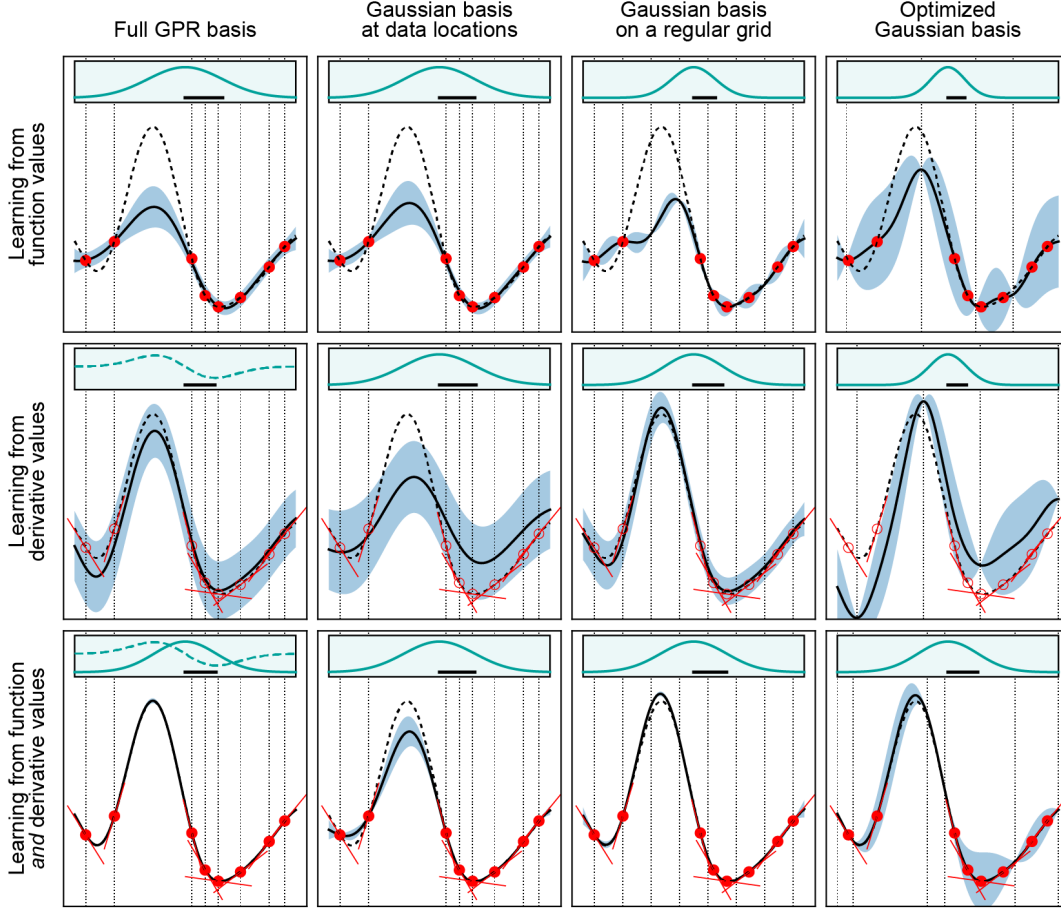 Full GPR basis
Gaussian basis
at data locations
Gaussian basis
on a regular grid
Optimized
Gaussian basis
Learning from
function values
Learning from
derivative values
Learning from function
and derivative values